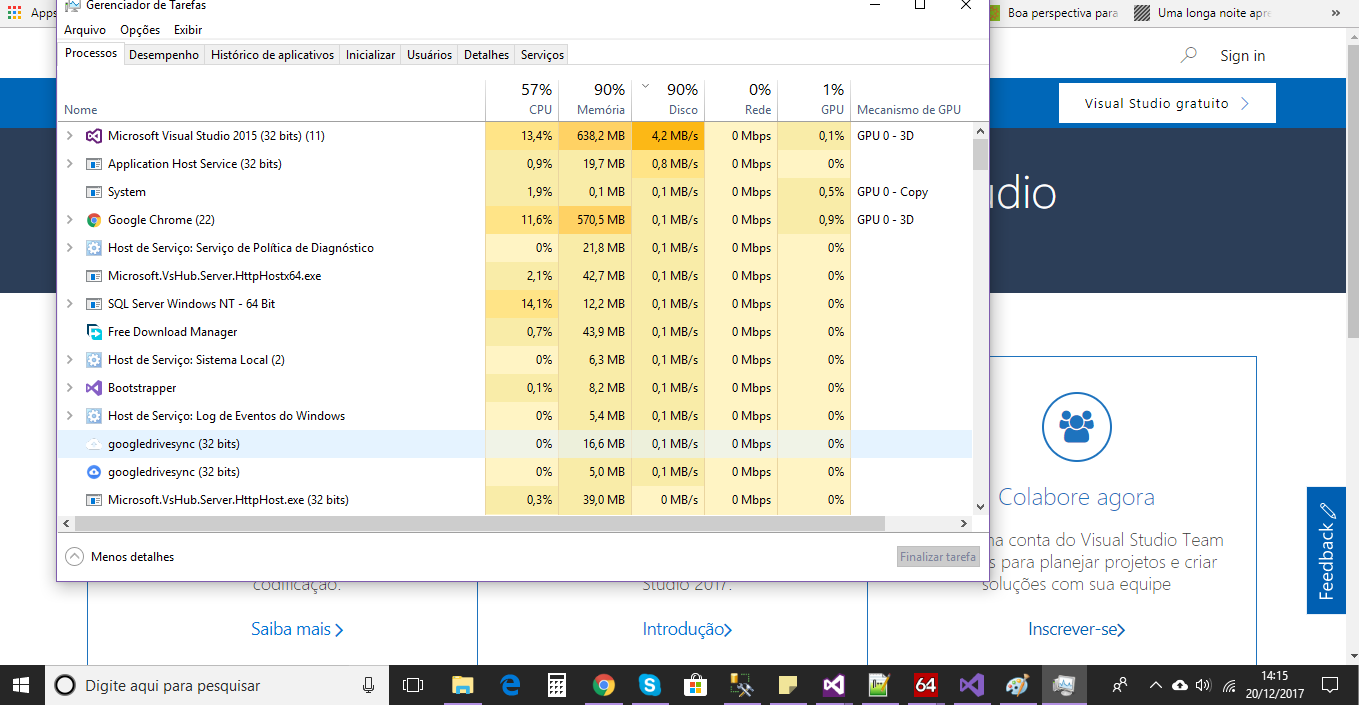 Gerenciador de Tarefas
Apps
Boa perspectiva para
Uma longa noite apre
»
Arquivo Opções Exibir
Processos Desempenho Histórico de aplicativos Inicializar Usuários Detalhes Serviços
Sign in
57% 90% 90% 0% 1%
Nome CPU Memória Disco Rede GPU Mecanismo de GPU
Visual Studio gratuito
Microsoft Visual Studio 2015 (32 bits) (11) 13,4% 638,2 MB 4,2 MB/s 0 Mbps 0,1% GPU 0 - 3D
Application Host Service (32 bits) 0,9% 19,7 MB 0,8 MB/s 0 Mbps 0%
System 1,9% 0,1 MB 0,1 MB/s 0 Mbps 0,5% GPU 0 - Copy
udio
Google Chrome (22) 11,6% 570,5 MB 0,1 MB/s 0 Mbps 0,9% GPU 0 - 3D
Host de Serviço: Serviço de Política de Diagnóstico 0% 21,8 MB 0,1 MB/s 0 Mbps 0%
Microsoft.VsHub.Server.HttpHostx64.exe 2,1% 42,7 MB 0,1 MB/s 0 Mbps 0%
SQL Server Windows NT - 64 Bit 14,1% 12,2 MB 0,1 MB/s 0 Mbps 0%
Free Download Manager 0,7% 43,9 MB 0,1 MB/s 0 Mbps 0%
Host de Serviço: Sistema Local (2) 0% 6,3 MB 0,1 MB/s 0 Mbps 0%
Bootstrapper 0,1% 8,2 MB 0,1 MB/s 0 Mbps 0%
Host de Serviço: Log de Eventos do Windows 0% 5,4 MB 0,1 MB/s 0 Mbps 0%
googledrivesync (32 bits) 0% 16,6 MB 0,1 MB/s 0 Mbps 0%
googledrivesync (32 bits) 0% 5,0 MB 0,1 MB/s 0 Mbps 0%
Microsoft.VsHub.Server.HttpHost.exe (32 bits) 0,3% 39,0 MB 0 MB/s 0 Mbps 0%
Menos detalhes
Finalizar tarefa
Colabore agora
na conta do Visual Studio Team
s para planejar projetos e criar
soluções com sua equipe
codificação.
Studio 2017.
Saiba mais
Introdução
Inscrever-se
Feedback
Digite aqui para pesquisar
64
14:15
20/12/2017